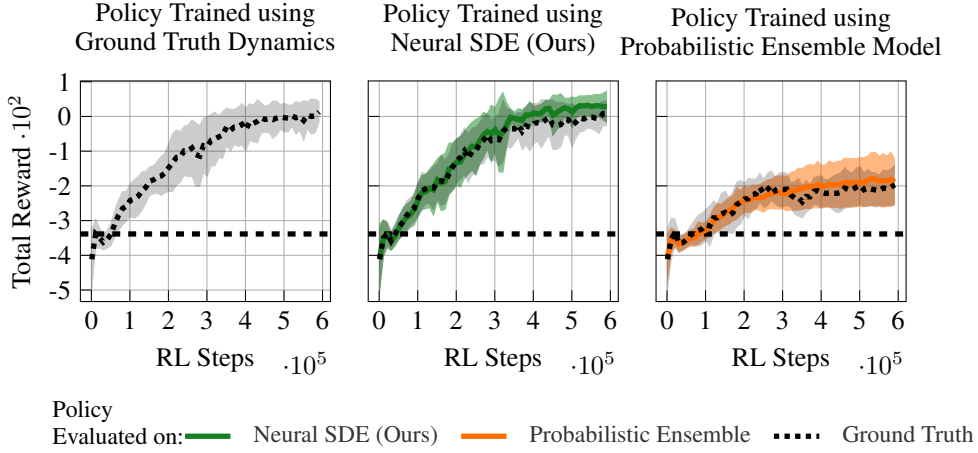 Policy Trained using
Ground Truth Dynamics
Policy Trained using
Neural SDE (Ours)
Policy Trained using
Probabilistic Ensemble Model
Total Reward ·10²
1
0
-1
-2
-3
-4
-5
0 1 2 3 4 5 6
0 1 2 3 4 5 6
0 1 2 3 4 5 6
RL Steps ·10⁵
RL Steps ·10⁵
RL Steps ·10⁵
Policy
Evaluated on: Neural SDE (Ours) Probabilistic Ensemble Ground Truth